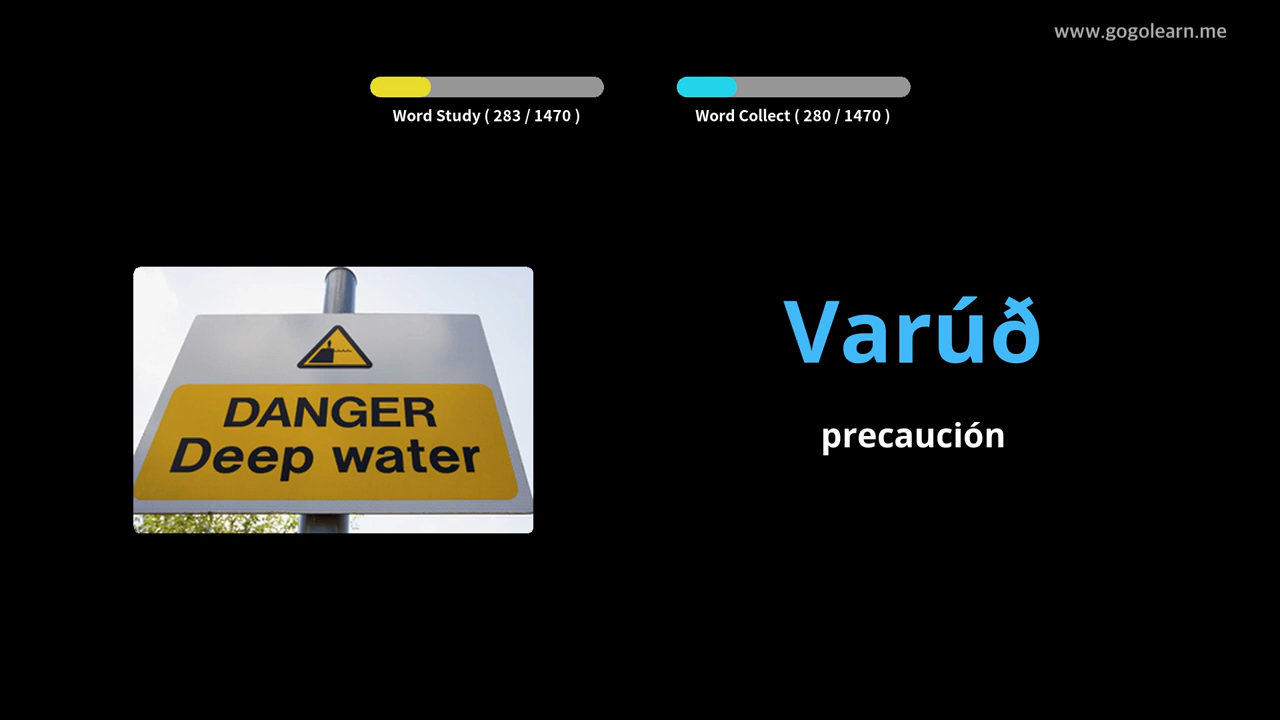 www.gogolearn.me
Word Study ( 283 / 1470 )
Word Collect ( 280 / 1470 )
DANGER
Deep water
Varúð
precaución